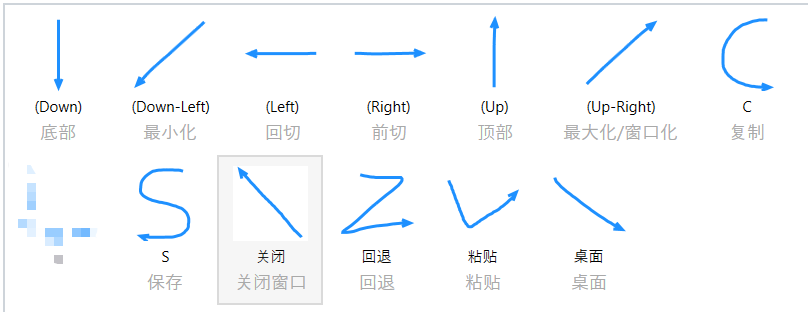 (Down) (Down-Left) (Left) (Right) (Up) (Up-Right) C
底部 最小化 回切 前切 顶部 最大化/窗口化 复制
S 关闭 回退 粘贴 桌面
保存 关闭窗口 回退 粘贴 桌面